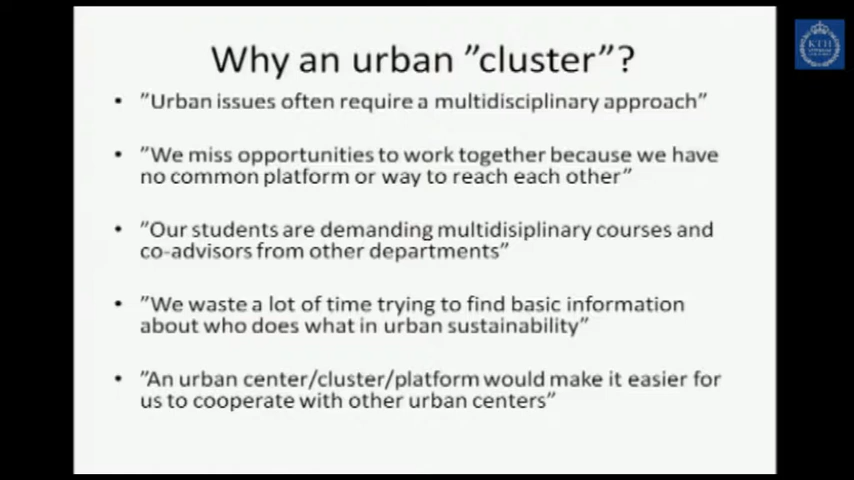 Why an urban ”cluster”?
• ”Urban issues often require a multidisciplinary approach”
• ”We miss opportunities to work together because we have
no common platform or way to reach each other”
• ”Our students are demanding multidisiplinary courses and
co-advisors from other departments”
• ”We waste a lot of time trying to find basic information
about who does what in urban sustainability”
• ”An urban center/cluster/platform would make it easier for
us to cooperate with other urban centers”
KTH